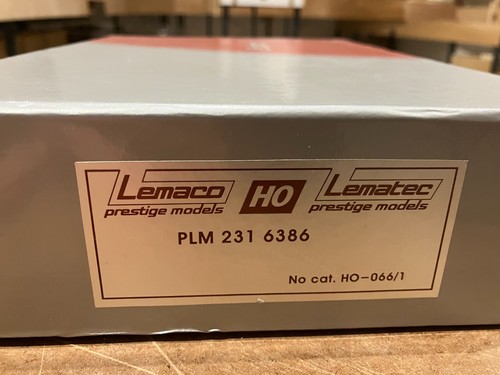 Lemaco HO Lematec
prestige models prestige models
PLM 231 6386
No cat. HO-066/1